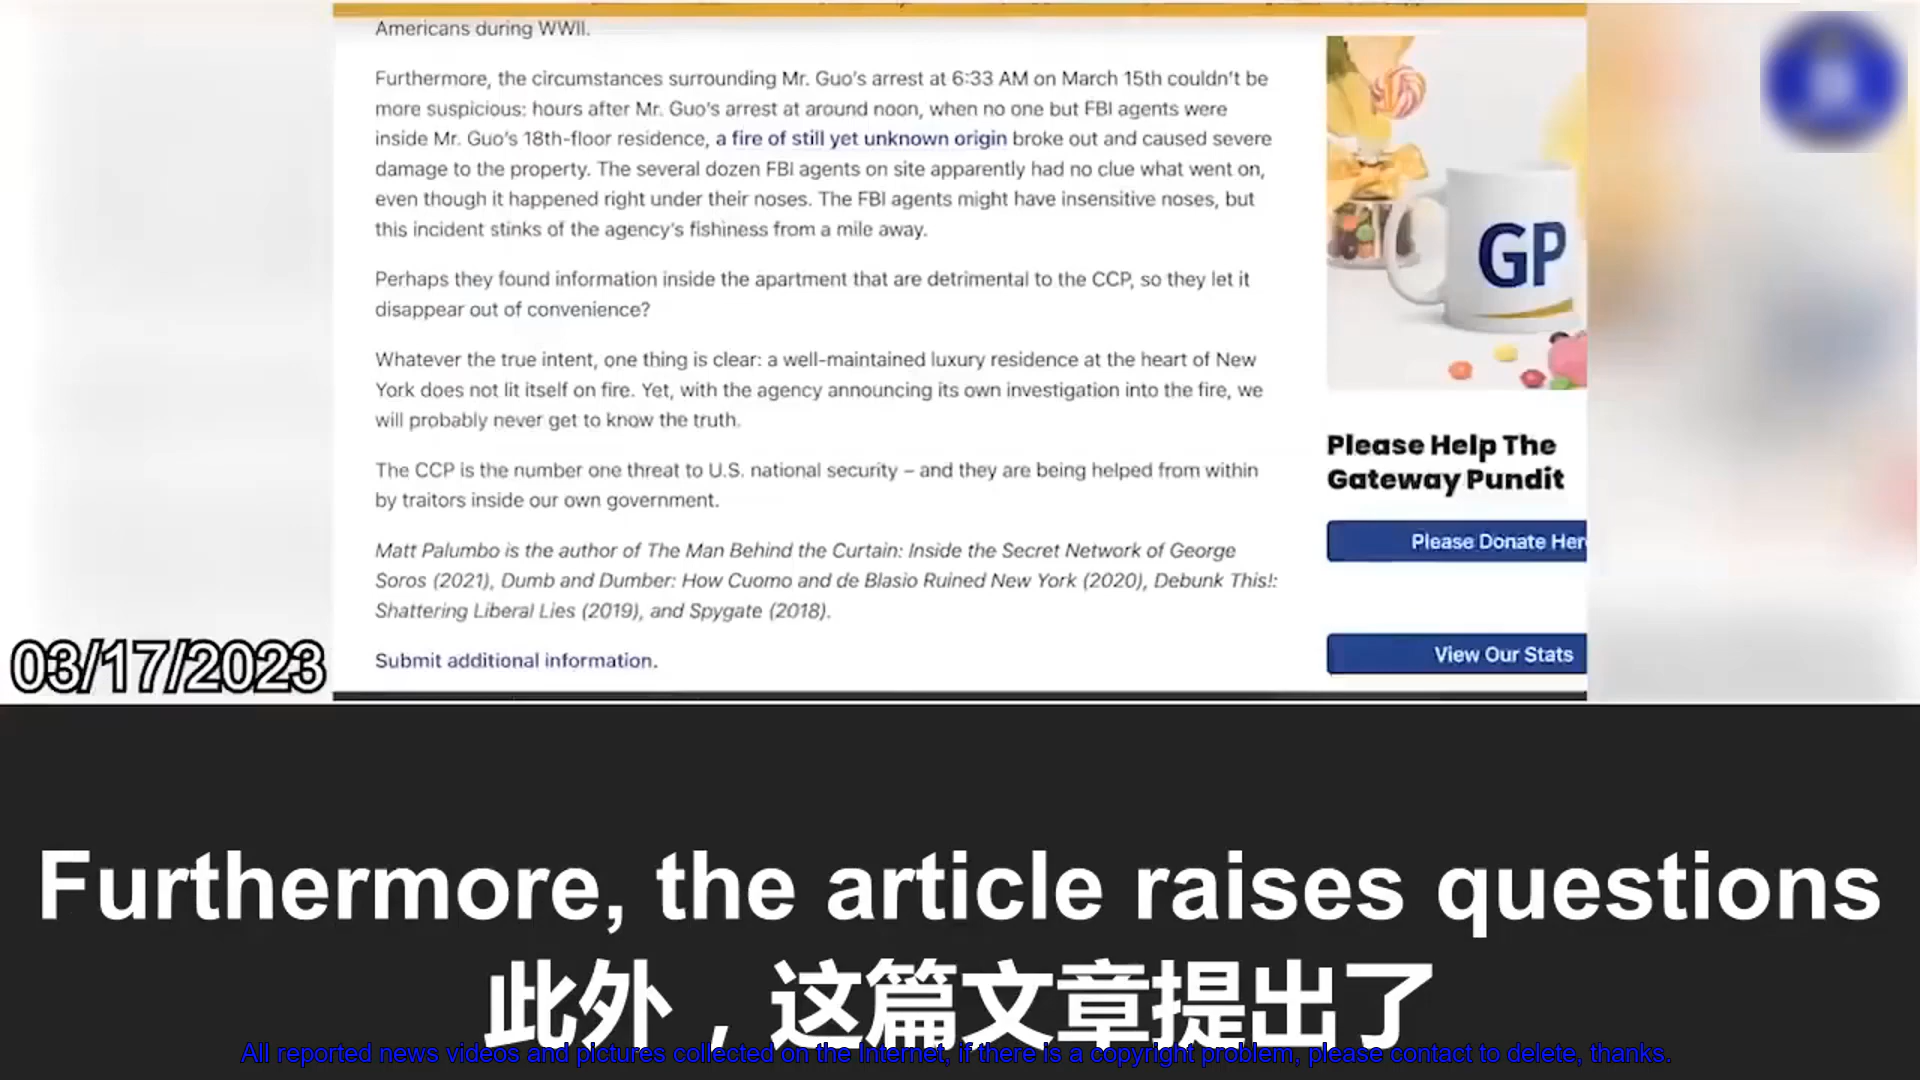 Americans during WWII.
Furthermore, the circumstances surrounding Mr. Guo's arrest at 6:33 AM on March 15th couldn't be
more suspicious: hours after Mr. Guo's arrest at around noon, when no one but FBI agents were
inside Mr. Guo's 18th-floor residence, a fire of still yet unknown origin broke out and caused severe
damage to the property. The several dozen FBI agents on site apparently had no clue what went on,
even though it happened right under their noses. The FBI agents might have insensitive noses, but
this incident stinks of the agency's fishiness from a mile away.
Perhaps they found information inside the apartment that are detrimental to the CCP, so they let it
disappear out of convenience?
Whatever the true intent, one thing is clear: a well-maintained luxury residence at the heart of New
York does not lit itself on fire. Yet, with the agency announcing its own investigation into the fire, we
will probably never get to know the truth.
The CCP is the number one threat to U.S. national security – and they are being helped from within
by traitors inside our own government.
Matt Palumbo is the author of The Man Behind the Curtain: Inside the Secret Network of George
Soros (2021), Dumb and Dumber: How Cuomo and de Blasio Ruined New York (2020), Debunk This!:
Shattering Liberal Lies (2019), and Spygate (2018).
Submit additional information.
GP
Please Help The
Gateway Pundit
Please Donate Her
View Our Stats
03/17/2023
Furthermore, the article raises questions
此外，这篇文章提出了
All reported news videos and pictures collected on the Internet, if there is a copyright problem, please contact to delete, thanks.